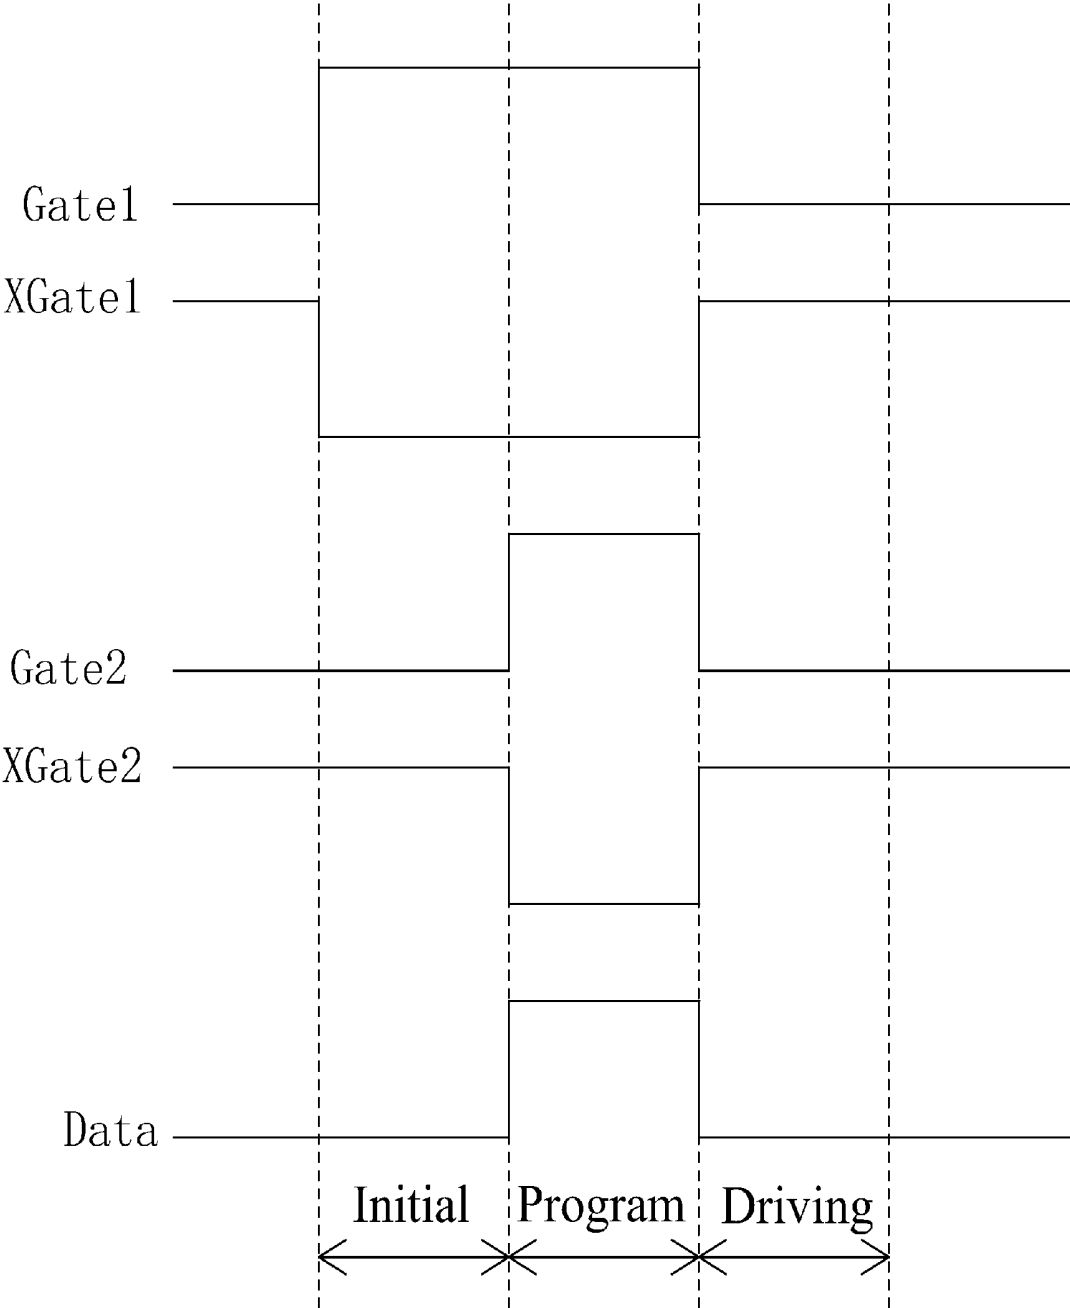 Gate1
XGate1
Gate2
XGate2
Data
Initial Program Driving